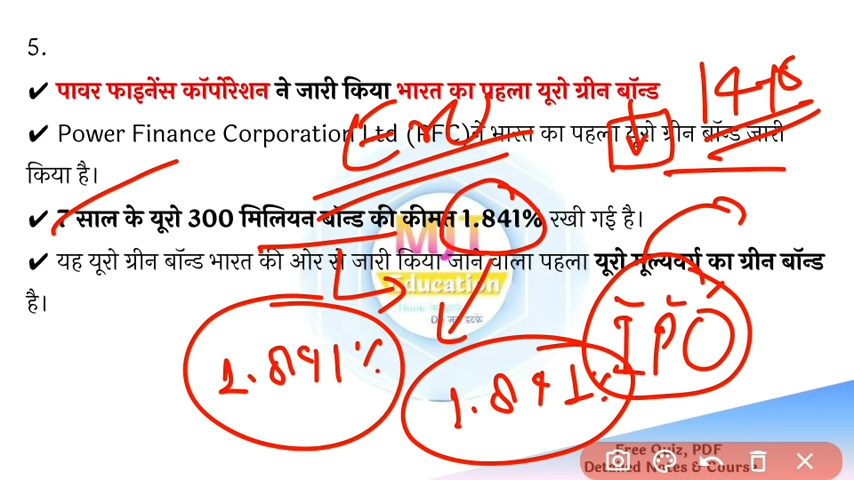 5.
✔ पावर फाइनेंस कॉर्पोरेशन ने जारी किया भारत का पहला यूरो ग्रीन बॉन्ड
✔ Power Finance Corporation Ltd (PFC)ने भारत का पहला यूरो ग्रीन बॉन्ड जारी
किया है।
✔ 7 साल के यूरो 300 मिलियन बॉन्ड की कीमत 1.841% रखी गई है।
✔ यह यूरो ग्रीन बॉन्ड भारत की ओर से जारी किया जाने वाला पहला यूरो मूल्यवर्ग का ग्रीन बॉन्ड
है।
Education
IPO
1.841%
1.841%
Free Quiz, PDF
Detailed Notes & Course